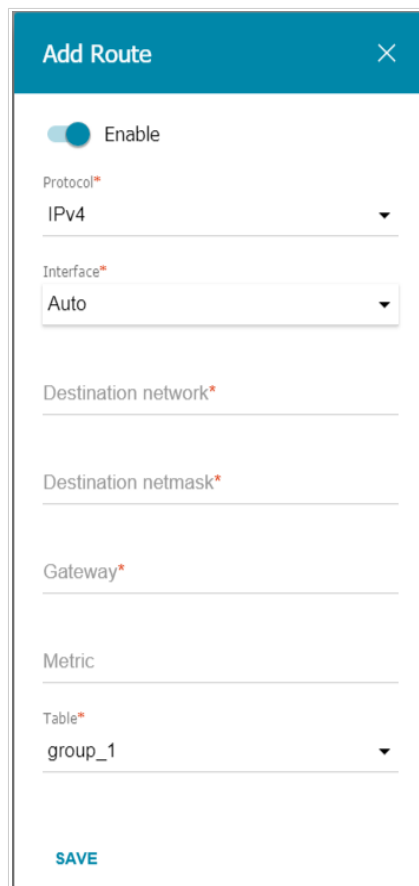 Add Route
Enable
Protocol*
IPv4
Interface*
Auto
Destination network*
Destination netmask*
Gateway*
Metric
Table*
group_1
SAVE